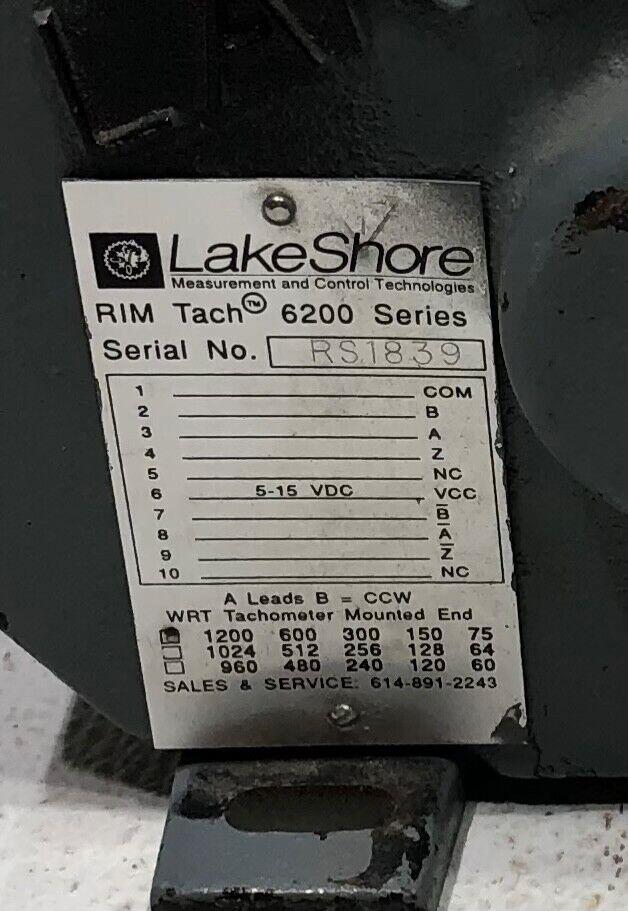 LakeShore
Measurement and Control Technologies
RIM Tach™ 6200 Series
Serial No. RS1839
1 COM
2 B
3 A
4 Z
5 NC
6 5-15 VDC VCC
7 B̅
8 A̅
9 Z̅
10 NC
A Leads B = CCW
WRT Tachometer Mounted End
1200 600 300 150 75
1024 512 256 128 64
960 480 240 120 60
SALES & SERVICE: 614-891-2243